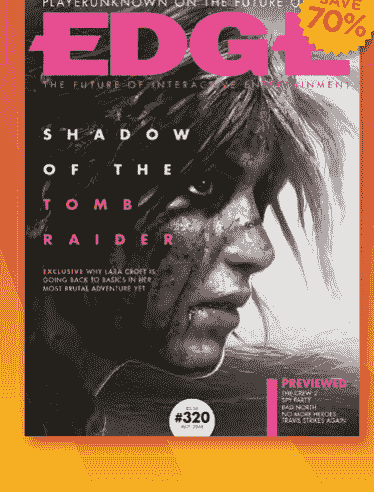 PLAYERUNKNOWN ON THE FUTURE O
SAVE
70%
EDGE
THE FUTURE OF INTERACTIVE ENTERTAINMENT
SHADOW
OF THE
TOMB
RAIDER
EXCLUSIVE WHY LARA CROFT IS
GOING BACK TO BASICS IN HER
MOST BRUTAL ADVENTURE YET
PREVIEWED
THE CREW 2
SPY PARTY
BAD NORTH
NO MORE HEROES:
TRAVIS STRIKES AGAIN
#320